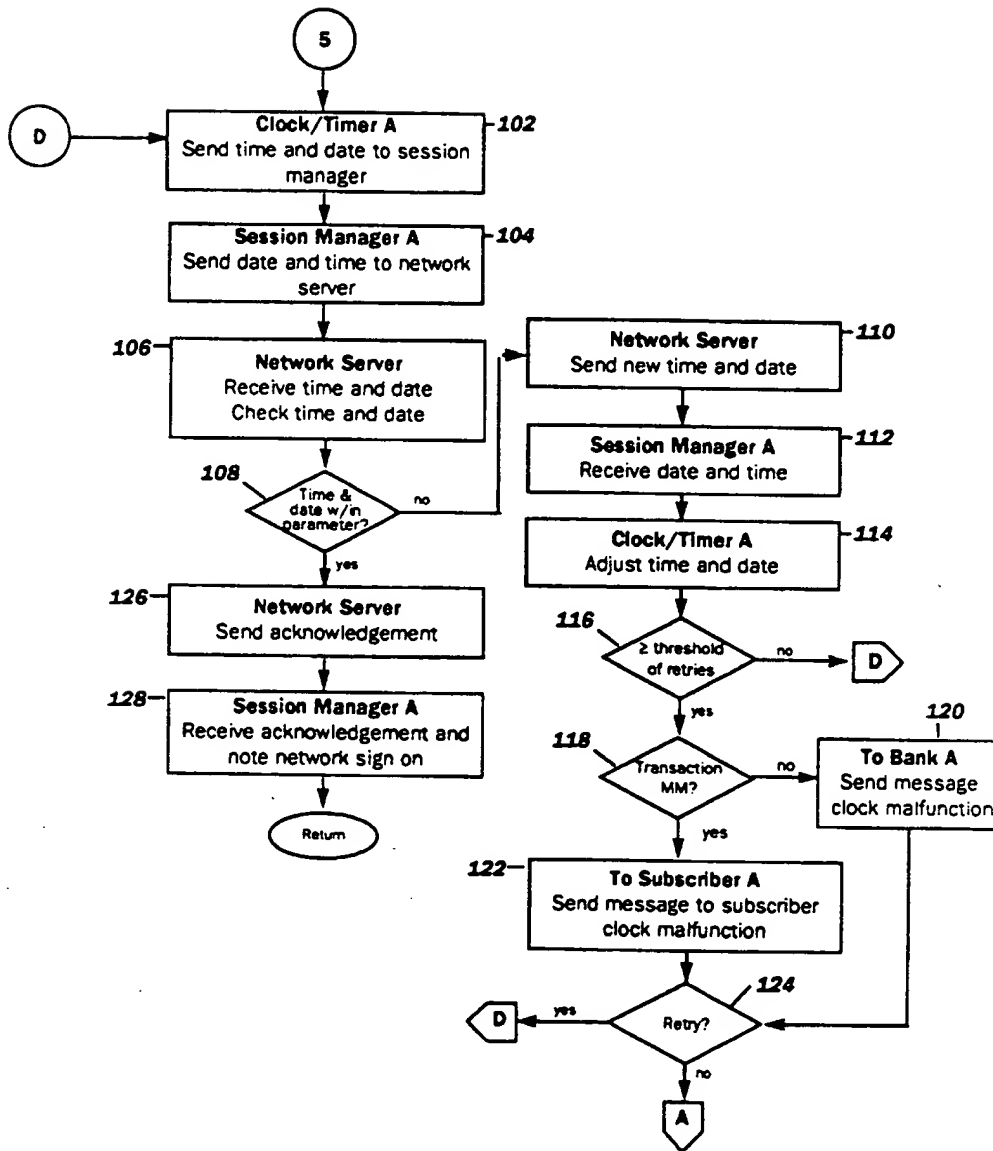 5
D
Clock/Timer A
Send time and date to session
manager
102
Session Manager A
Send date and time to network
server
104
106
Network Server
Receive time and date
Check time and date
108
Time &
date w/in
parameter?
no
yes
126
Network Server
Send acknowledgement
128
Session Manager A
Receive acknowledgement and
note network sign on
Return
Network Server
Send new time and date
110
Session Manager A
Receive date and time
112
Clock/Timer A
Adjust time and date
114
116
≥ threshold
of retries
no
D
yes
118
Transaction
MM?
no
120
To Bank A
Send message
clock malfunction
yes
122
To Subscriber A
Send message to subscriber
clock malfunction
124
Retry?
yes
D
no
A